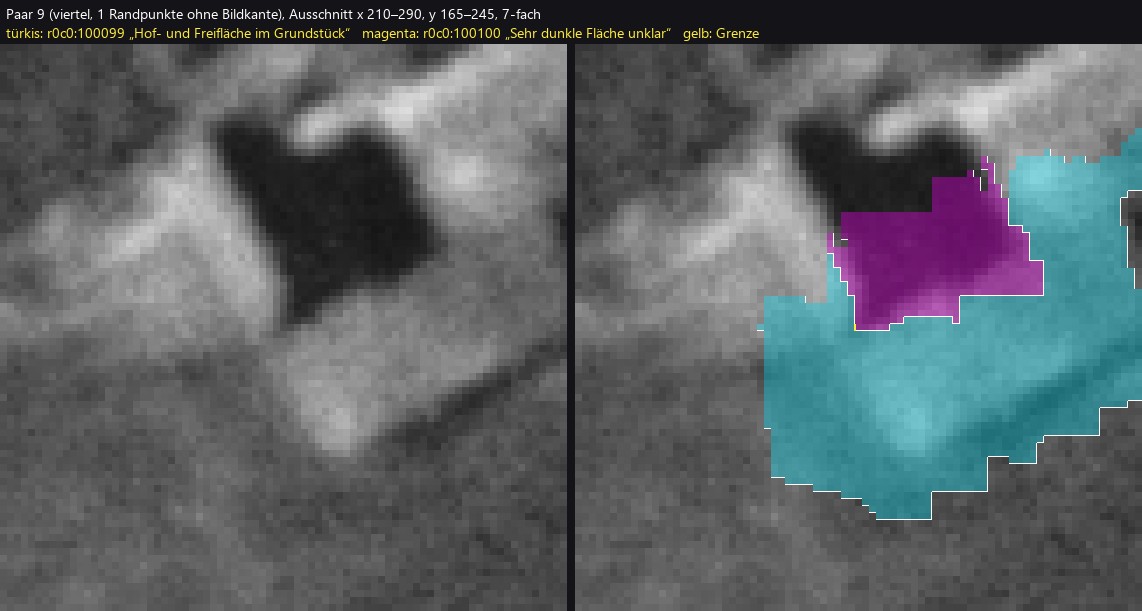 Paar 9 (viertel, 1 Randpunkte ohne Bildkante), Ausschnitt x 210–290, y 165–245, 7-fach
türkis: r0c0:100099 „Hof- und Freifläche im Grundstück“ magenta: r0c0:100100 „Sehr dunkle Fläche unklar“ gelb: Grenze